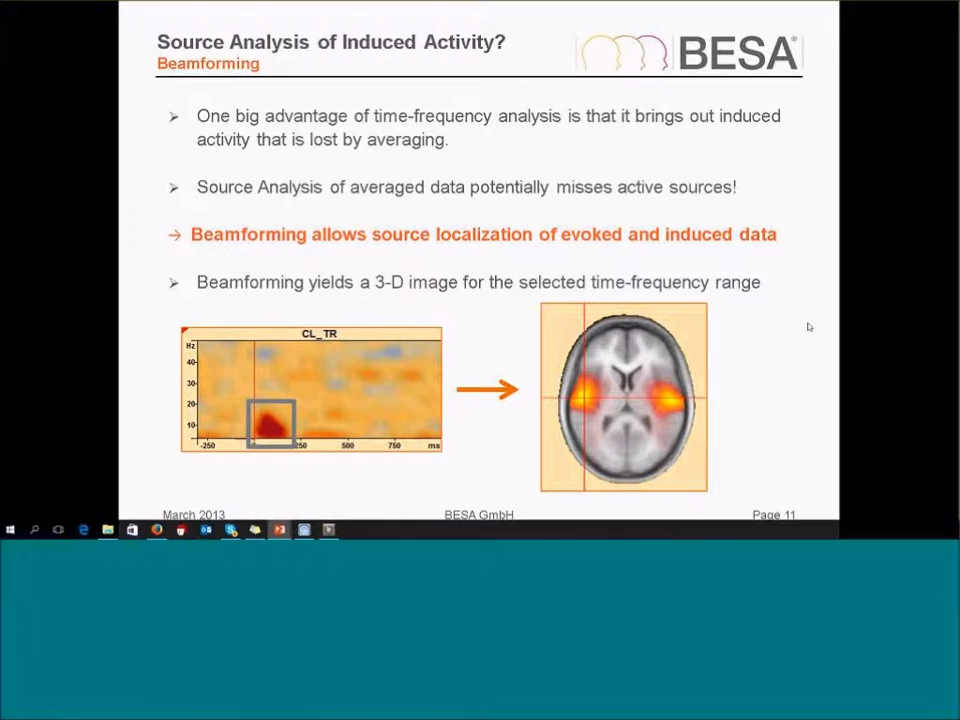 Source Analysis of Induced Activity?
Beamforming
BESA®
➢ One big advantage of time-frequency analysis is that it brings out induced
activity that is lost by averaging.
➢ Source Analysis of averaged data potentially misses active sources!
→ Beamforming allows source localization of evoked and induced data
➢ Beamforming yields a 3-D image for the selected time-frequency range
CL_TR
Hz
40
30
20
10
-250 0 250 500 750 ms
March 2013 BESA GmbH Page 11